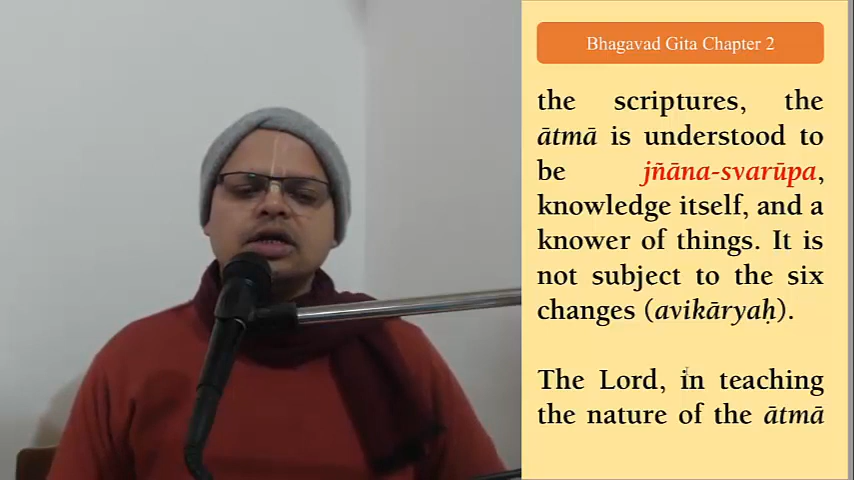 Bhagavad Gita Chapter 2
the scriptures, the
ātmā is understood to
be jñāna-svarūpa,
knowledge itself, and a
knower of things. It is
not subject to the six
changes (avikāryaḥ).
The Lord, in teaching
the nature of the ātmā